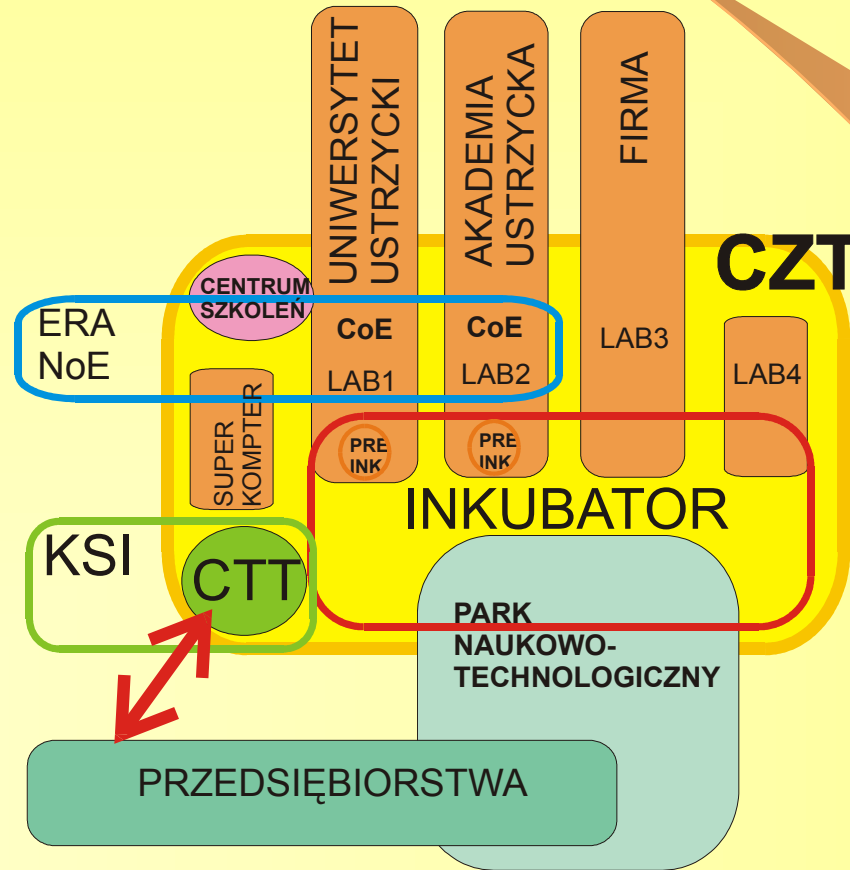 UNIWERSYTET
USTRZYCKI
AKADEMIA
USTRZYCKA
FIRMA
CZT
CENTRUM
SZKOLEŃ
ERA
NoE
CoE
CoE
LAB1
LAB2
LAB3
LAB4
SUPER
KOMPTER
PRE
INK
PRE
INK
INKUBATOR
KSI
CTT
PARK
NAUKOWO-
TECHNOLOGICZNY
PRZEDSIĘBIORSTWA